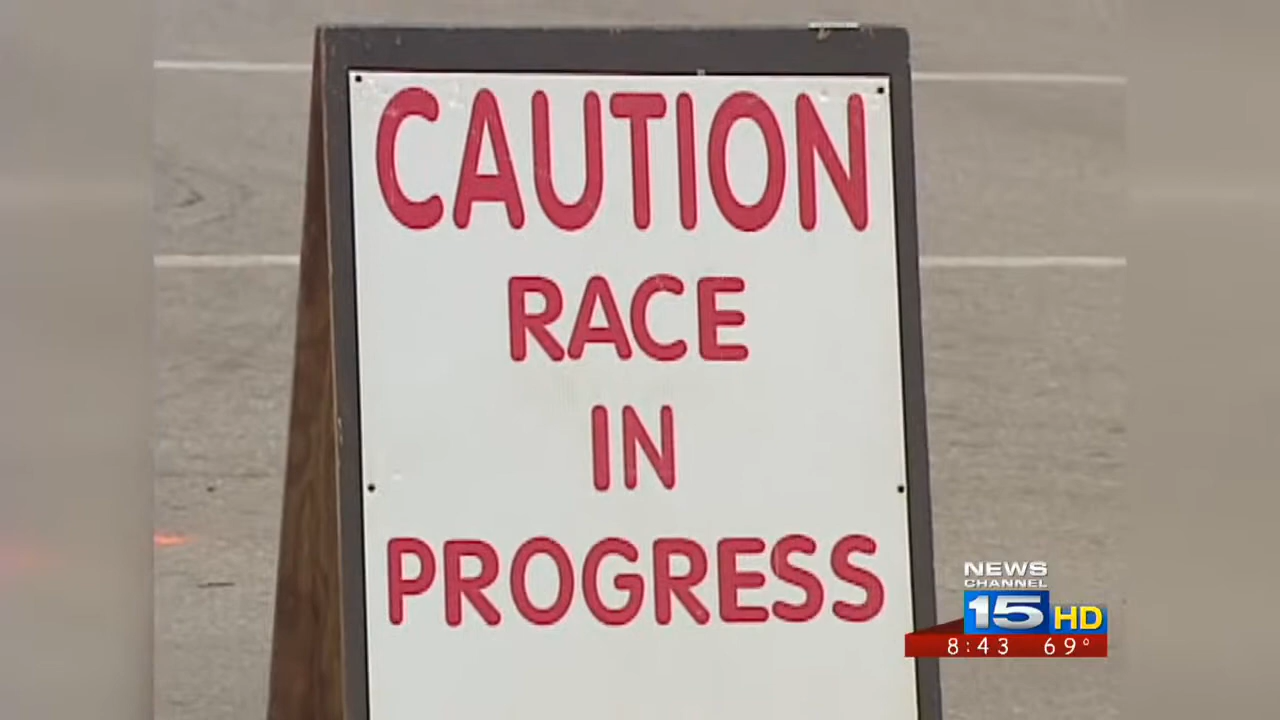 CAUTION
RACE
IN
PROGRESS
NEWS
CHANNEL
15 HD
8:43 69°